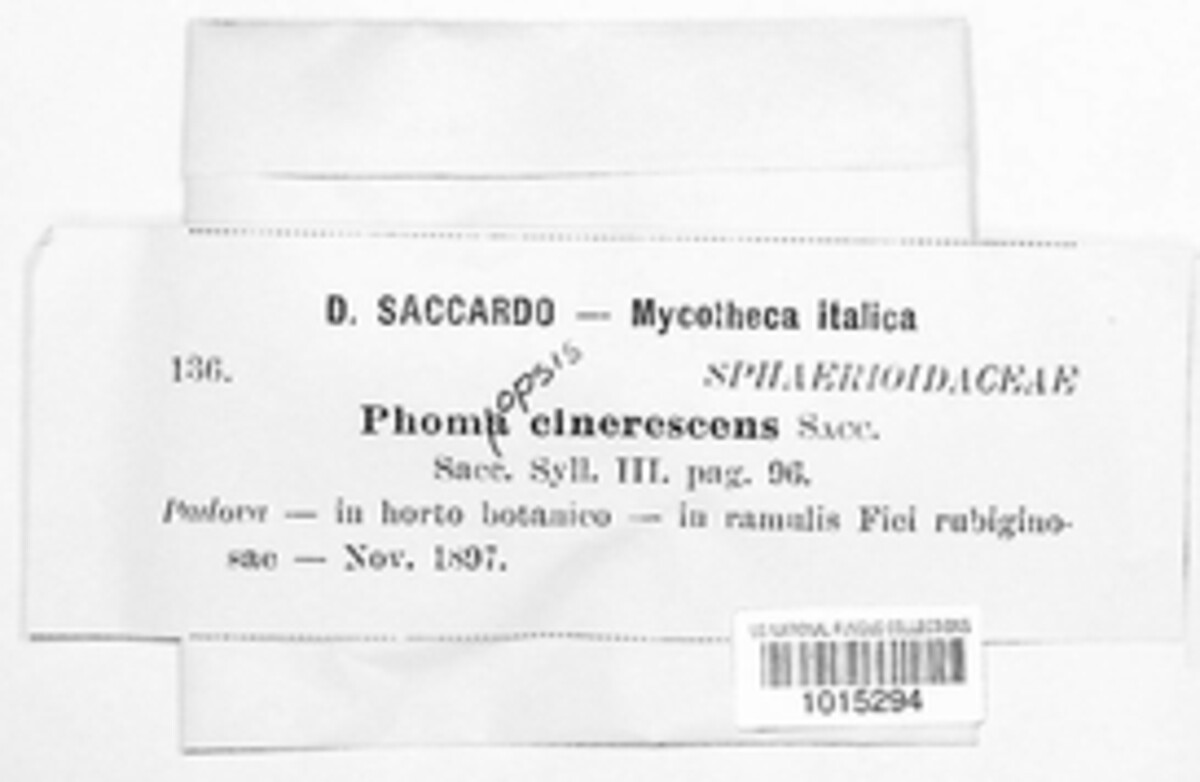 D. SACCARDO — Mycotheca italica
136. SPHAERIOIDACEAE
opsis
Phoma cinerescens Sacc.
Sacc. Syll. III. pag. 96.
Padova — in horto botanico — in ramulis Fici rubigino-
sae — Nov. 1897.
US NATIONAL FUNGUS COLLECTIONS
1015294